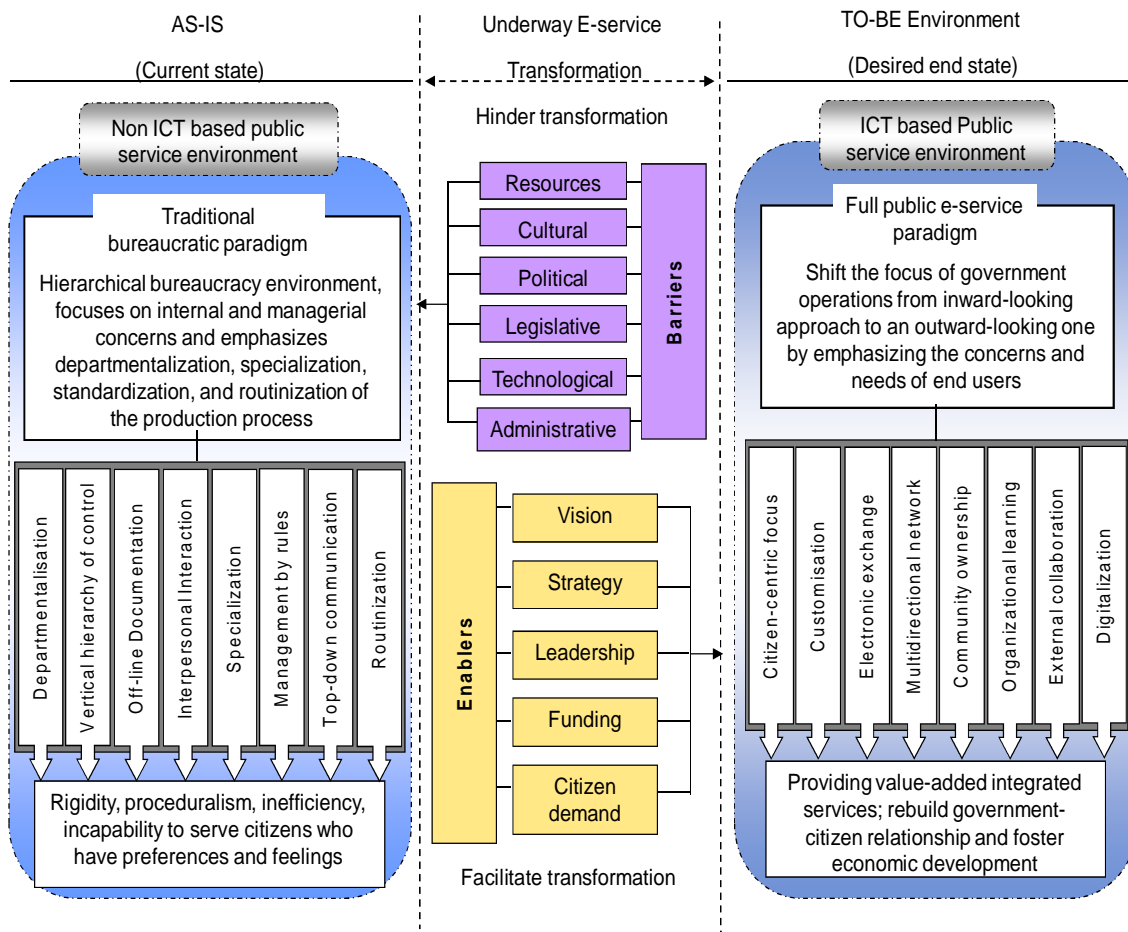 AS-IS
(Current state)
Non ICT based public
service environment
Traditional
bureaucratic paradigm
Hierarchical bureaucracy environment,
focuses on internal and managerial
concerns and emphasizes
departmentalization, specialization,
standardization, and routinization of
the production process
Departmentalisation
Vertical hierarchy of control
Off-line Documentation
Interpersonal Interaction
Specialization
Management by rules
Top-down communication
Routinization
Rigidity, proceduralism, inefficiency,
incapability to serve citizens who
have preferences and feelings
Underway E-service
Transformation
Hinder transformation
Resources
Cultural
Political
Legislative
Technological
Administrative
Barriers
Enablers
Vision
Strategy
Leadership
Funding
Citizen
demand
Facilitate transformation
TO-BE Environment
(Desired end state)
ICT based Public
service environment
Full public e-service
paradigm
Shift the focus of government
operations from inward-looking
approach to an outward-looking one
by emphasizing the concerns and
needs of end users
Citizen-centric focus
Customisation
Electronic exchange
Multidirectional network
Community ownership
Organizational learning
External collaboration
Digitalization
Providing value-added integrated
services; rebuild government-
citizen relationship and foster
economic development